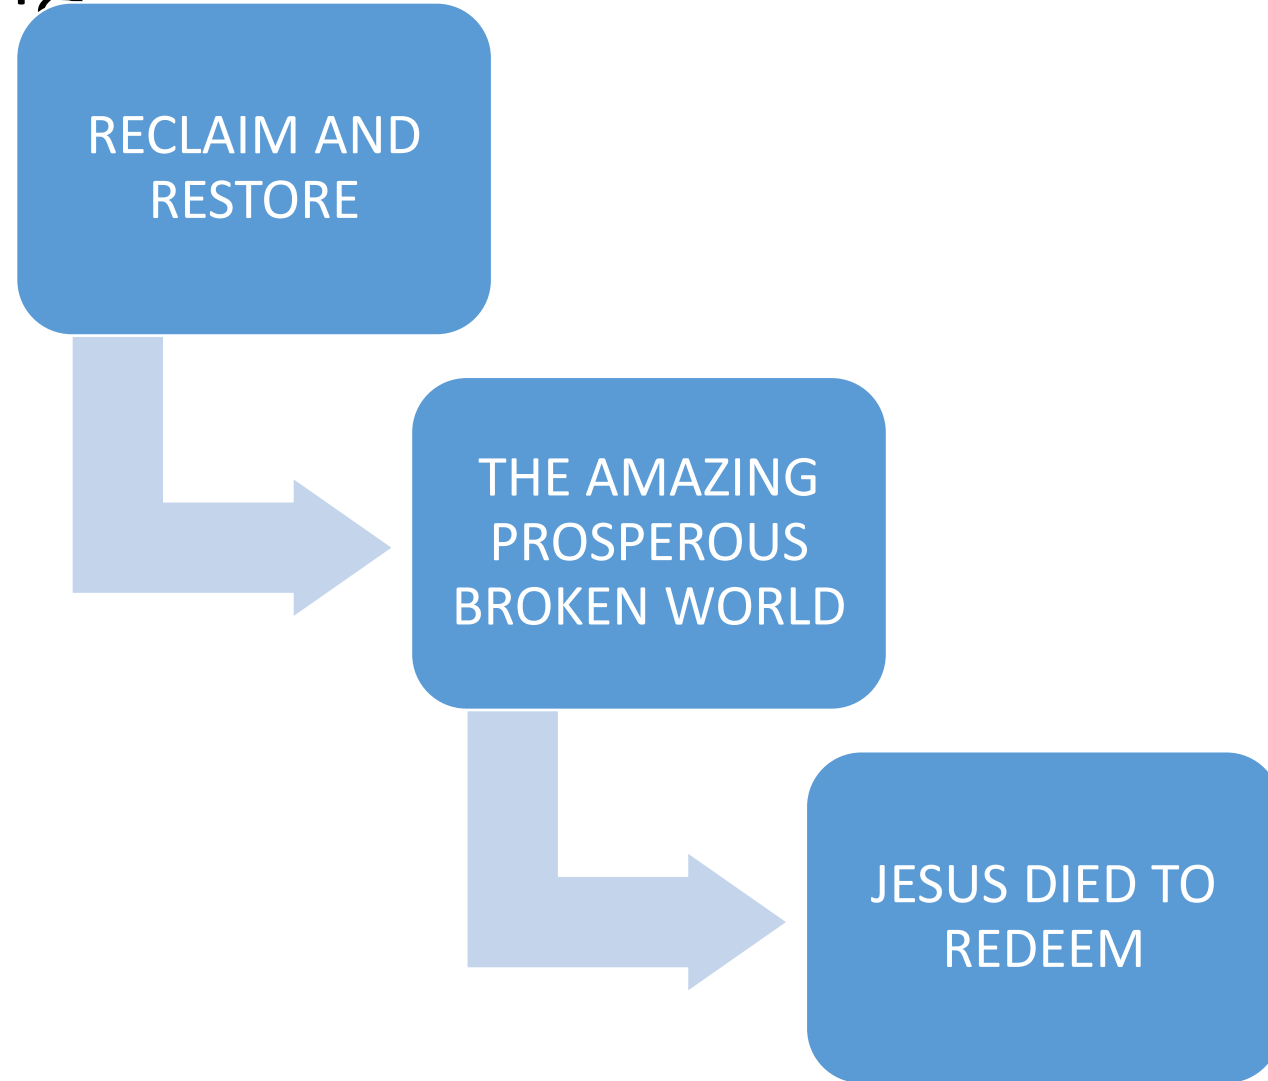 RECLAIM AND
RESTORE
THE AMAZING
PROSPEROUS
BROKEN WORLD
JESUS DIED TO
REDEEM